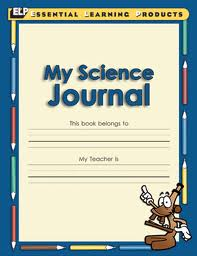 ELP ESSENTIAL LEARNING PRODUCTS
My Science
Journal
This book belongs to
My Teacher Is